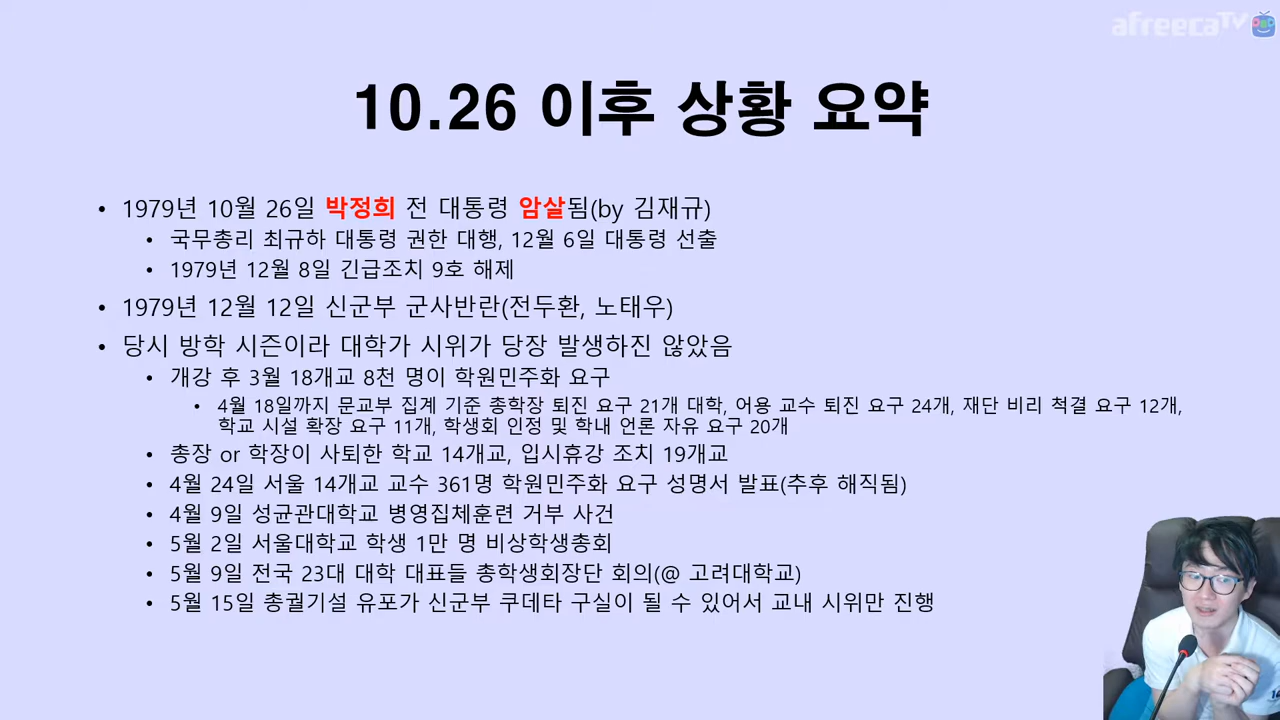 afreecaTV
10.26 이후 상황 요약
• 1979년 10월 26일 박정희 전 대통령 암살됨(by 김재규)
• 국무총리 최규하 대통령 권한 대행, 12월 6일 대통령 선출
• 1979년 12월 8일 긴급조치 9호 해제
• 1979년 12월 12일 신군부 군사반란(전두환, 노태우)
• 당시 방학 시즌이라 대학가 시위가 당장 발생하진 않았음
• 개강 후 3월 18개교 8천 명이 학원민주화 요구
• 4월 18일까지 문교부 집계 기준 총학장 퇴진 요구 21개 대학, 어용 교수 퇴진 요구 24개, 재단 비리 척결 요구 12개,
학교 시설 확장 요구 11개, 학생회 인정 및 학내 언론 자유 요구 20개
• 총장 or 학장이 사퇴한 학교 14개교, 임시휴강 조치 19개교
• 4월 24일 서울 14개교 교수 361명 학원민주화 요구 성명서 발표(추후 해직됨)
• 4월 9일 성균관대학교 병영집체훈련 거부 사건
• 5월 2일 서울대학교 학생 1만 명 비상학생총회
• 5월 9일 전국 23대 대학 대표들 총학생회장단 회의(@ 고려대학교)
• 5월 15일 총궐기설 유포가 신군부 쿠데타 구실이 될 수 있어서 교내 시위만 진행